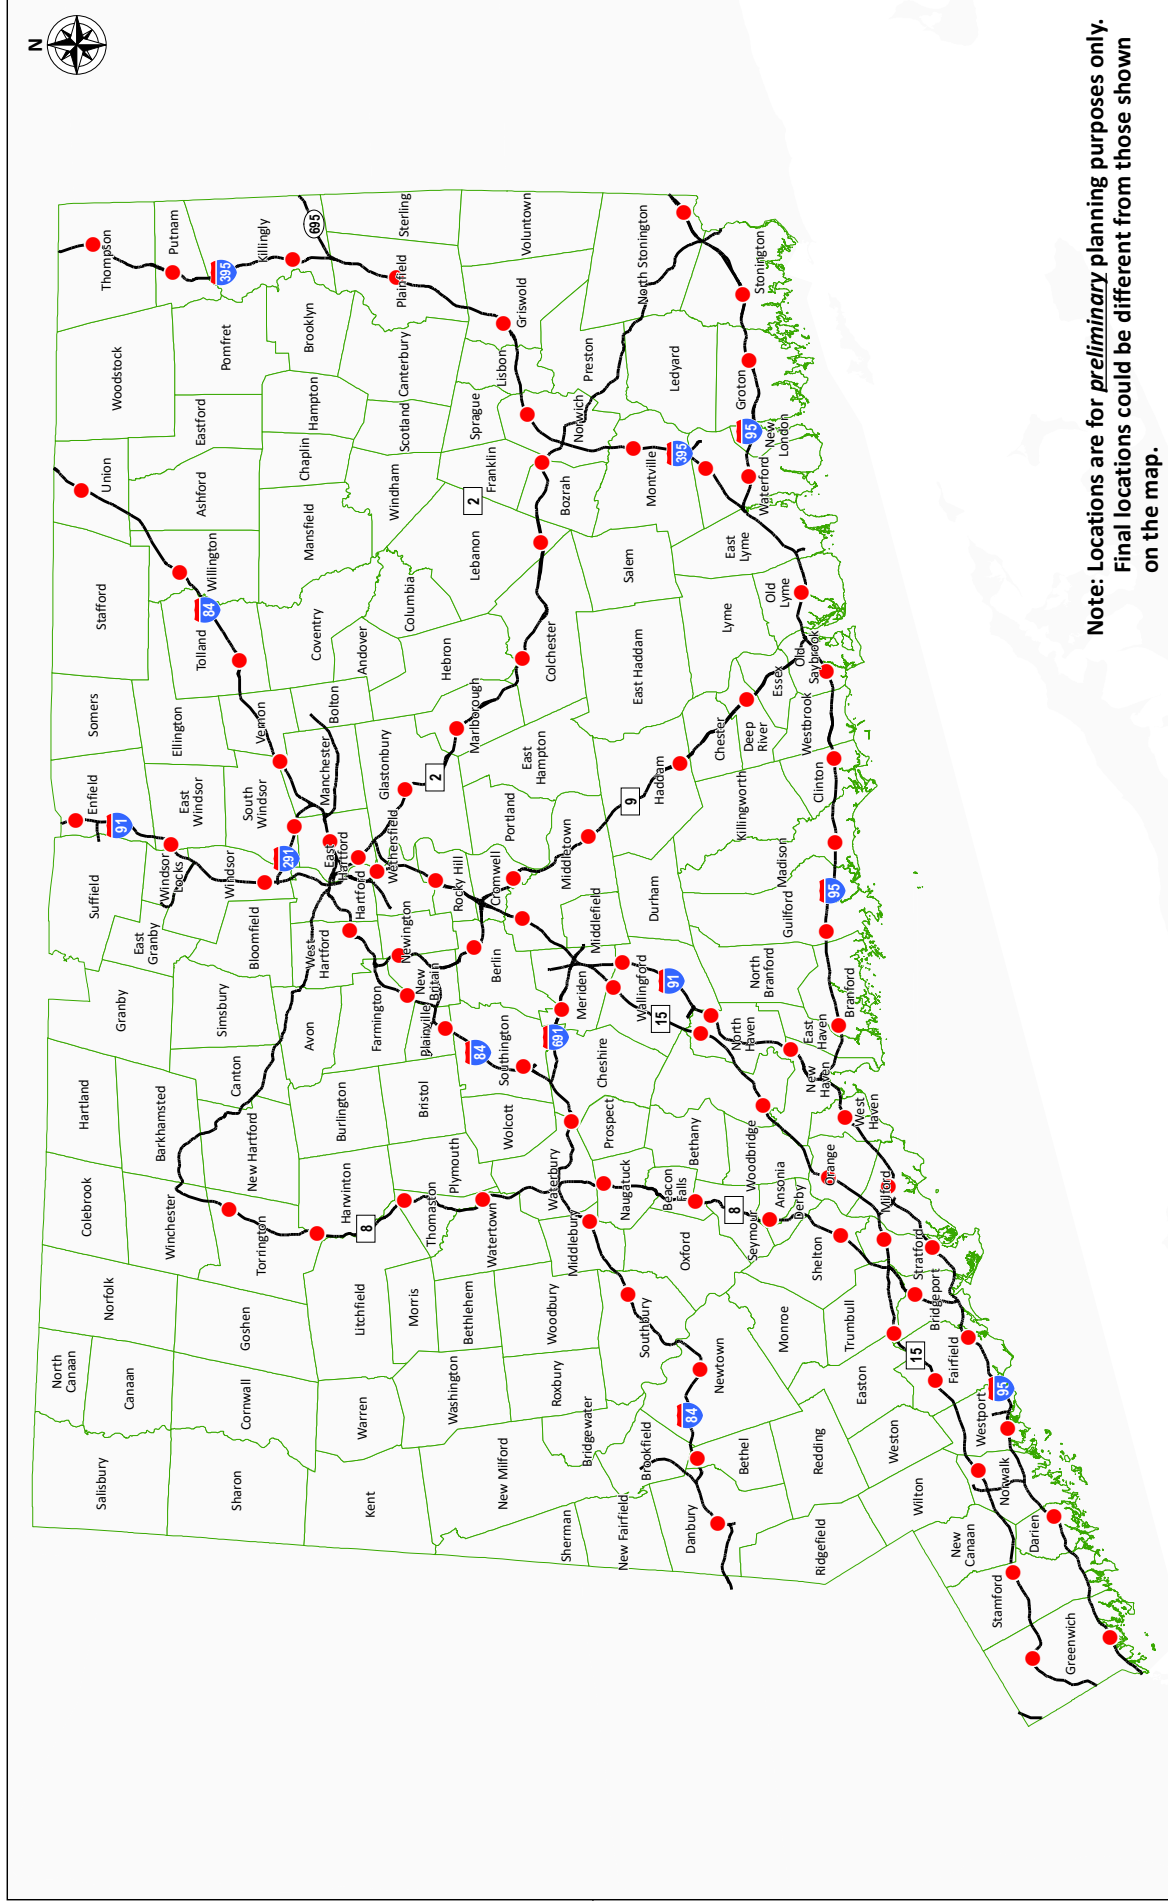 N
Salisbury
North
Canaan
Canaan
Norfolk
Colebrook
Hartland
Granby
Suffield
Enfield
91
Somers
Stafford
Union
Woodstock
Thompson
Putnam
Sharon
Cornwall
Goshen
Winchester
Barkhamsted
East
Granby
Windsor
Locks
East
Windsor
Ellington
Tolland
84
Willington
Ashford
Eastford
Pomfret
395
Killingly
695
Torrington
New Hartford
Canton
Simsbury
Bloomfield
Windsor
South
Windsor
291
Vernon
Kent
Warren
Litchfield
Harwinton
8
Burlington
Avon
West
Hartford
Hartford
East
Hartford
Manchester
Bolton
Coventry
Andover
Mansfield
Chaplin
Hampton
Brooklyn
Sterling
Plainfield
Canterbury
Scotland
Windham
Columbia
Hebron
Glastonbury
2
Marlborough
Wethersfield
Newington
New
Britain
Farmington
Plainville
Bristol
Plymouth
Thomaston
Morris
Bethlehem
Washington
New Milford
Roxbury
Woodbury
Watertown
Wolcott
Southington
84
Berlin
Rocky Hill
Cromwell
Portland
East
Hampton
Colchester
Lebanon
2
Franklin
Sprague
Lisbon
Griswold
Voluntown
Sherman
Bridgewater
Middlebury
Waterbury
Prospect
Cheshire
691
Meriden
Middlefield
Middletown
9
Haddam
East Haddam
Salem
Bozrah
Norwich
Preston
North Stonington
New Fairfield
Brookfield
Southbury
Naugatuck
Beacon
Falls
Bethany
Wallingford
91
15
Durham
Lyme
Montville
395
Ledyard
Danbury
84
Newtown
Oxford
Seymour
8
Woodbridge
North
Haven
North
Branford
Killingworth
Chester
Deep
River
Essex
East
Lyme
Waterford
New
London
95
Groton
Stonington
Bethel
Monroe
Ansonia
Derby
New
Haven
East
Haven
Branford
Guilford
95
Madison
Clinton
Westbrook
Old
Saybrook
Old
Lyme
Ridgefield
Redding
Easton
Trumbull
Shelton
Orange
West
Haven
Milford
Stratford
Bridgeport
Fairfield
15
Weston
Wilton
Westport
95
Norwalk
New
Canaan
Darien
Stamford
Greenwich
Note: Locations are for preliminary planning purposes only.
Final locations could be different from those shown
on the map.